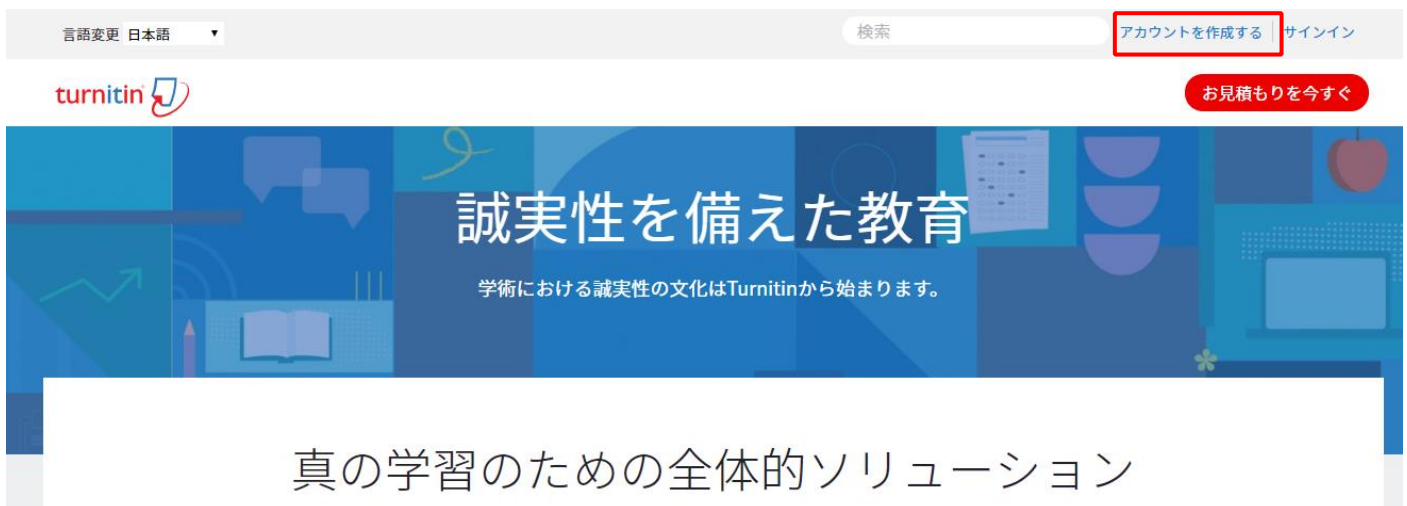 言語変更 日本語
検索
アカウントを作成する
サインイン
turnitin
お見積もりを今すぐ
誠実性を備えた教育
学術における誠実性の文化はTurnitinから始まります。
真の学習のための全体的ソリューション